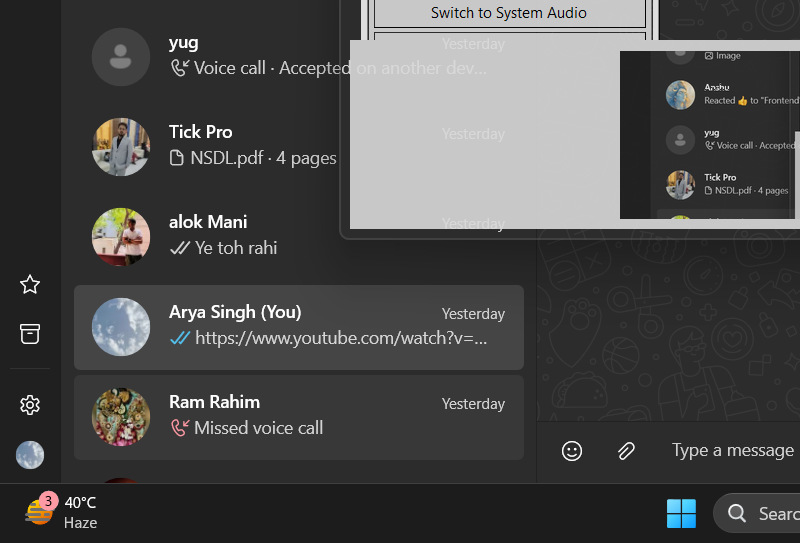 Switch to System Audio
yug
Yesterday
Voice call · Accepted on another dev...
Tick Pro
Yesterday
NSDL.pdf · 4 pages
alok Mani
Yesterday
Ye toh rahi
Arya Singh (You)
Yesterday
https://www.youtube.com/watch?v=...
Ram Rahim
Yesterday
Missed voice call
Image
Anshu
Reacted 👍 to "Frontend
yug
Voice call · Accepted
Tick Pro
NSDL.pdf · 4 pages
Type a message
3
40°C
Haze
Searc